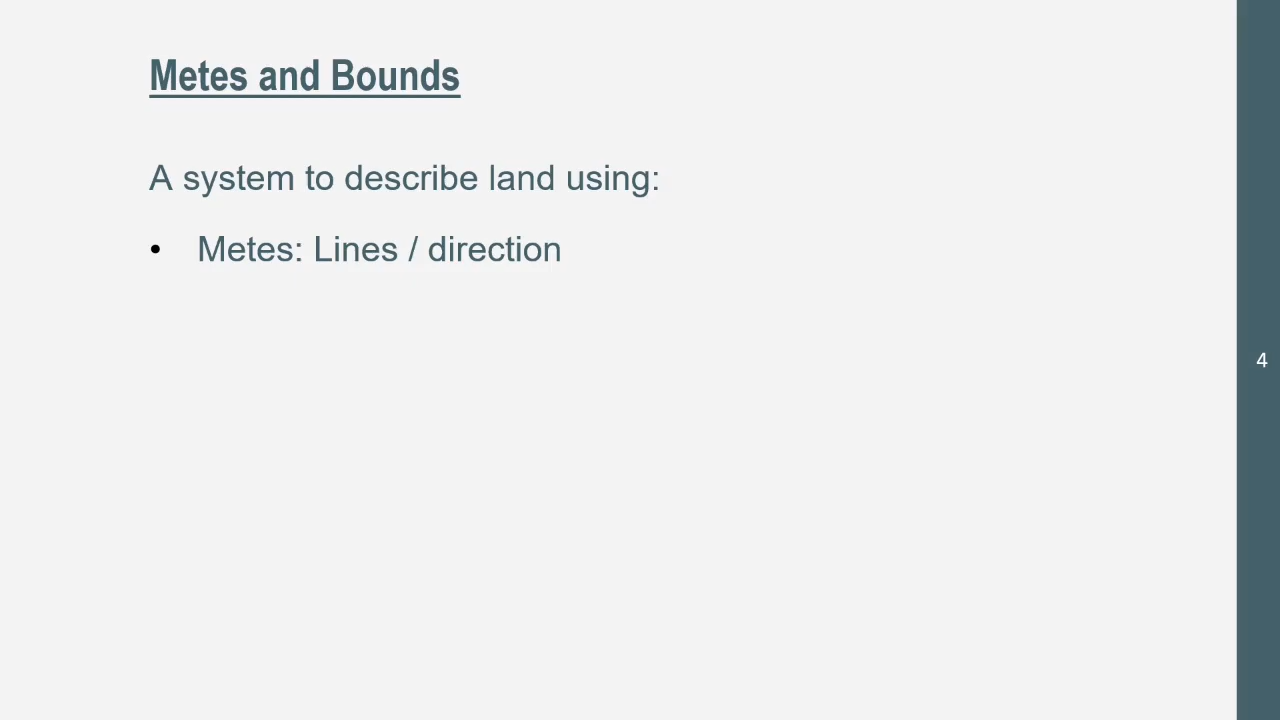 Metes and Bounds
A system to describe land using:
• Metes: Lines / direction
4